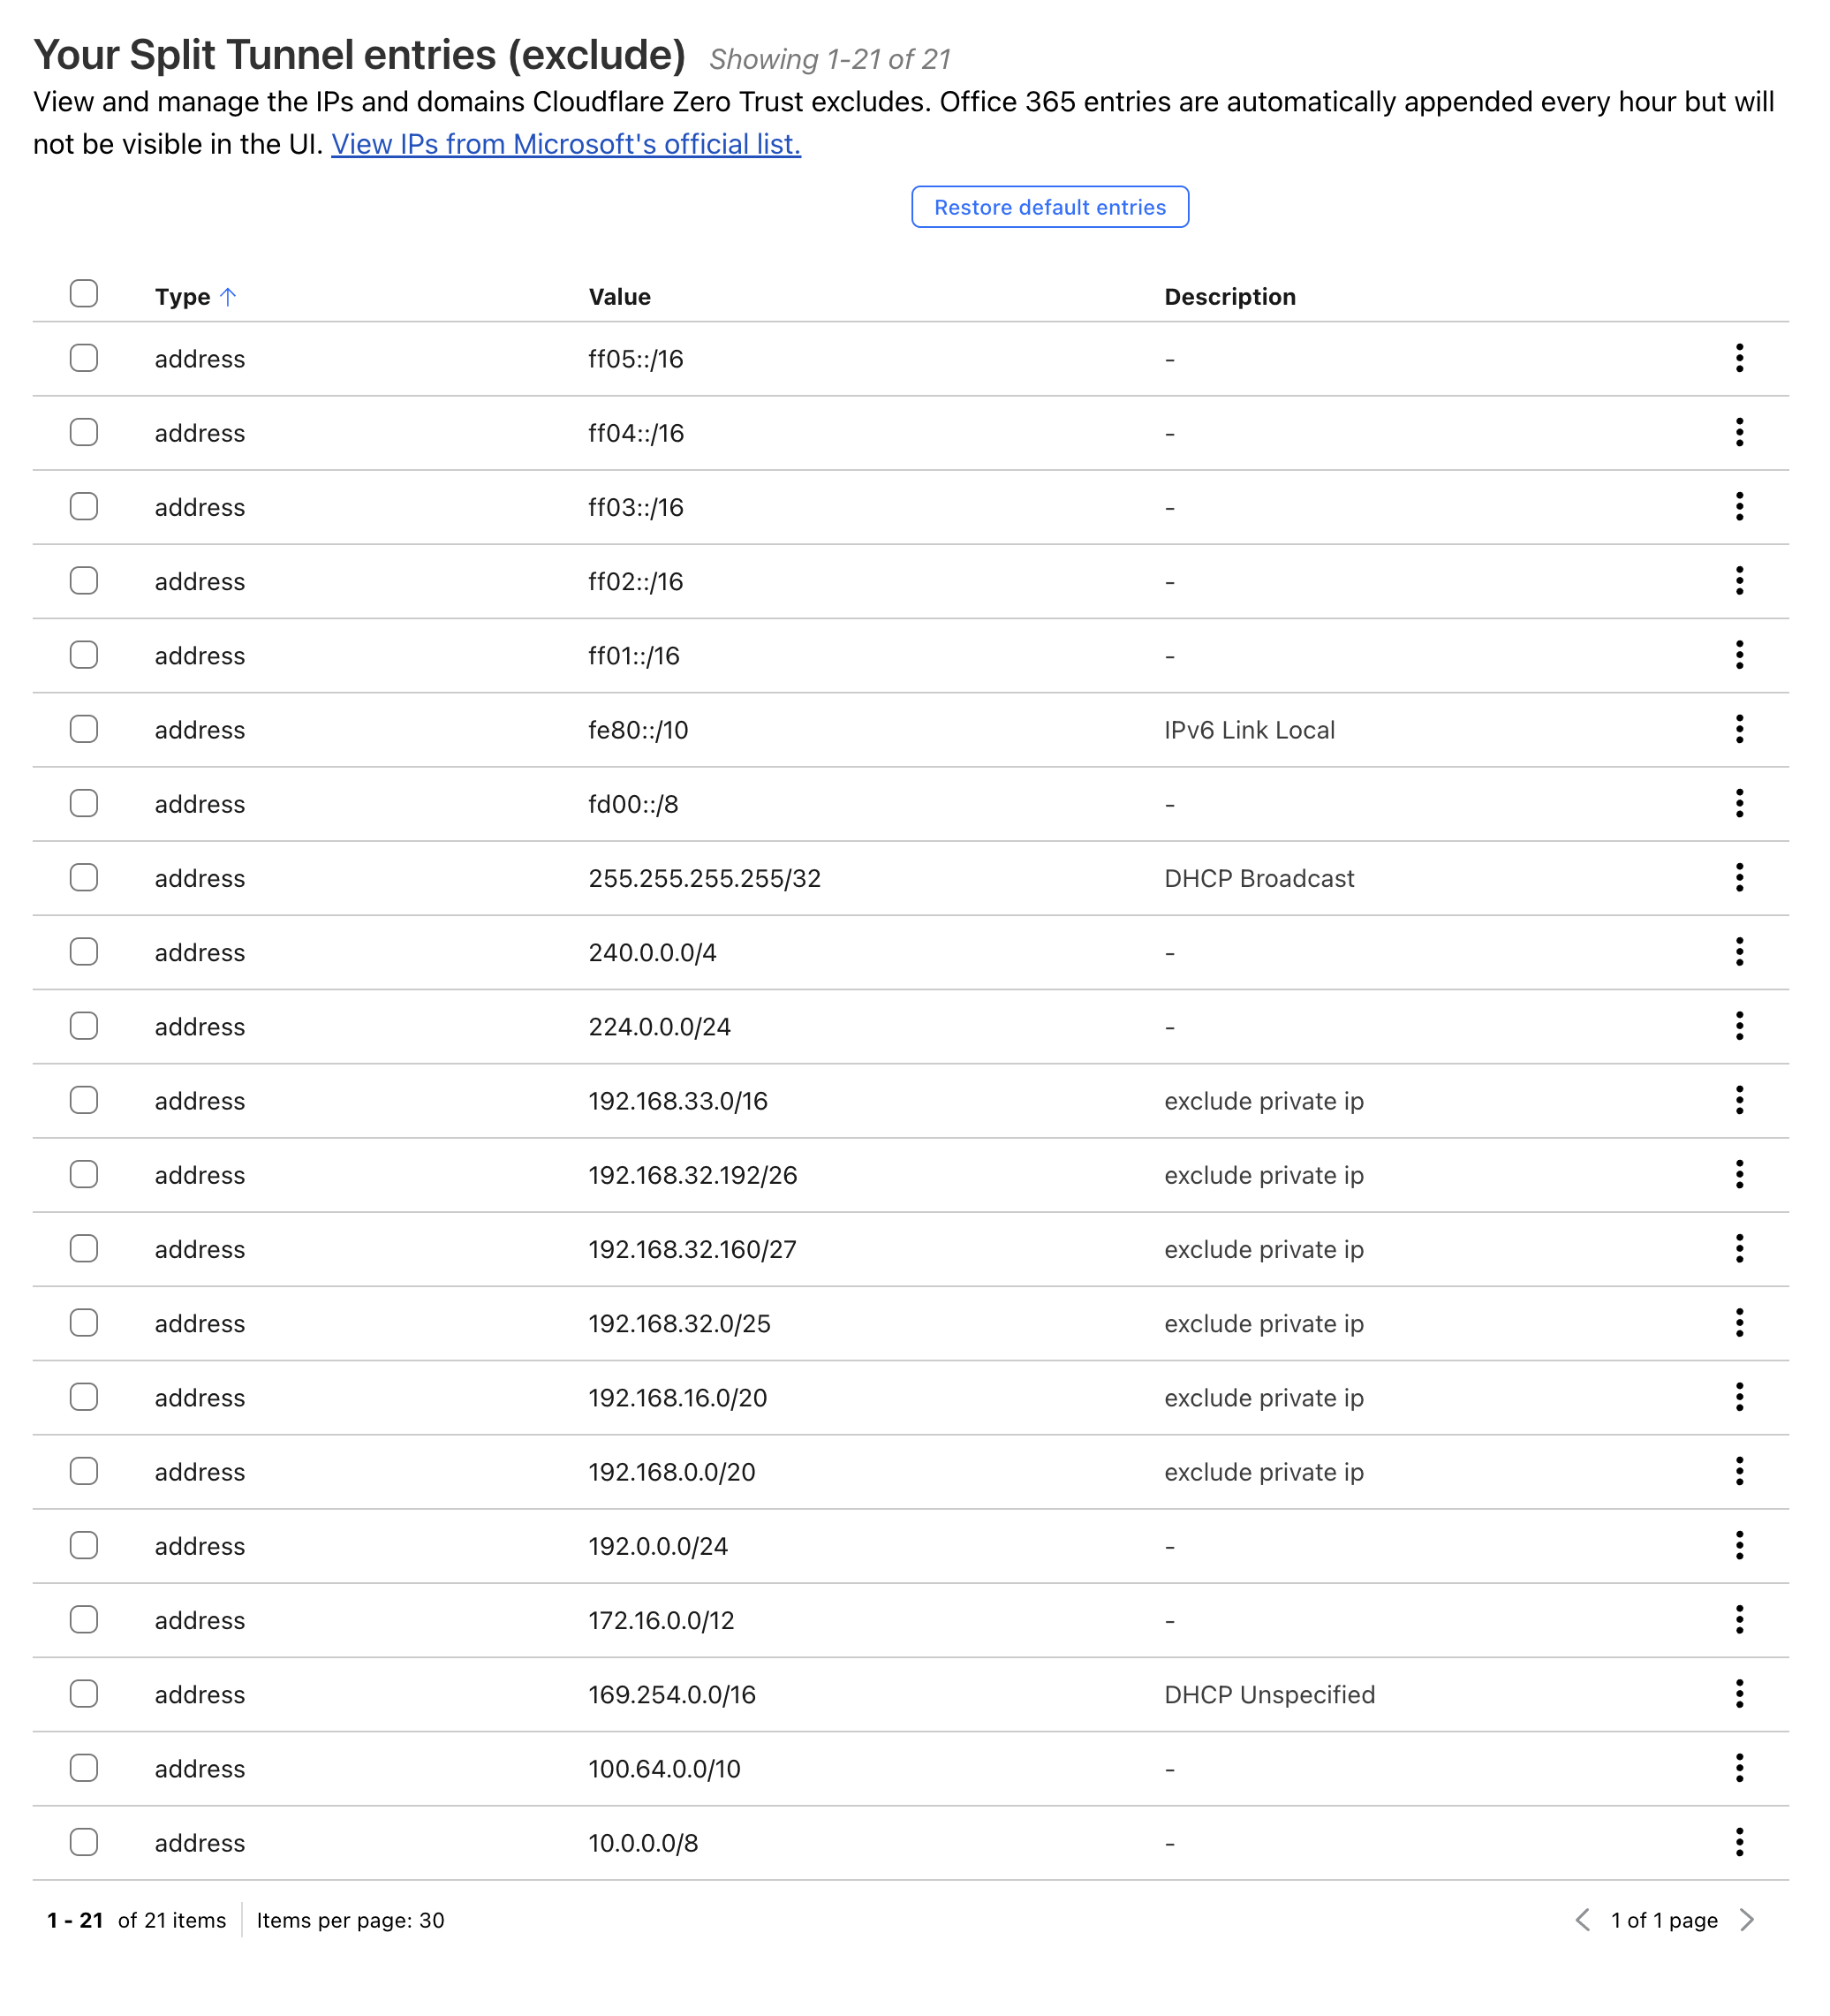 Your Split Tunnel entries (exclude) Showing 1-21 of 21
View and manage the IPs and domains Cloudflare Zero Trust excludes. Office 365 entries are automatically appended every hour but will
not be visible in the UI. View IPs from Microsoft's official list.
Restore default entries
Type ↑ Value Description
address ff05::/16 -
address ff04::/16 -
address ff03::/16 -
address ff02::/16 -
address ff01::/16 -
address fe80::/10 IPv6 Link Local
address fd00::/8 -
address 255.255.255.255/32 DHCP Broadcast
address 240.0.0.0/4 -
address 224.0.0.0/24 -
address 192.168.33.0/16 exclude private ip
address 192.168.32.192/26 exclude private ip
address 192.168.32.160/27 exclude private ip
address 192.168.32.0/25 exclude private ip
address 192.168.16.0/20 exclude private ip
address 192.168.0.0/20 exclude private ip
address 192.0.0.0/24 -
address 172.16.0.0/12 -
address 169.254.0.0/16 DHCP Unspecified
address 100.64.0.0/10 -
address 10.0.0.0/8 -
1 - 21 of 21 items Items per page: 30 1 of 1 page